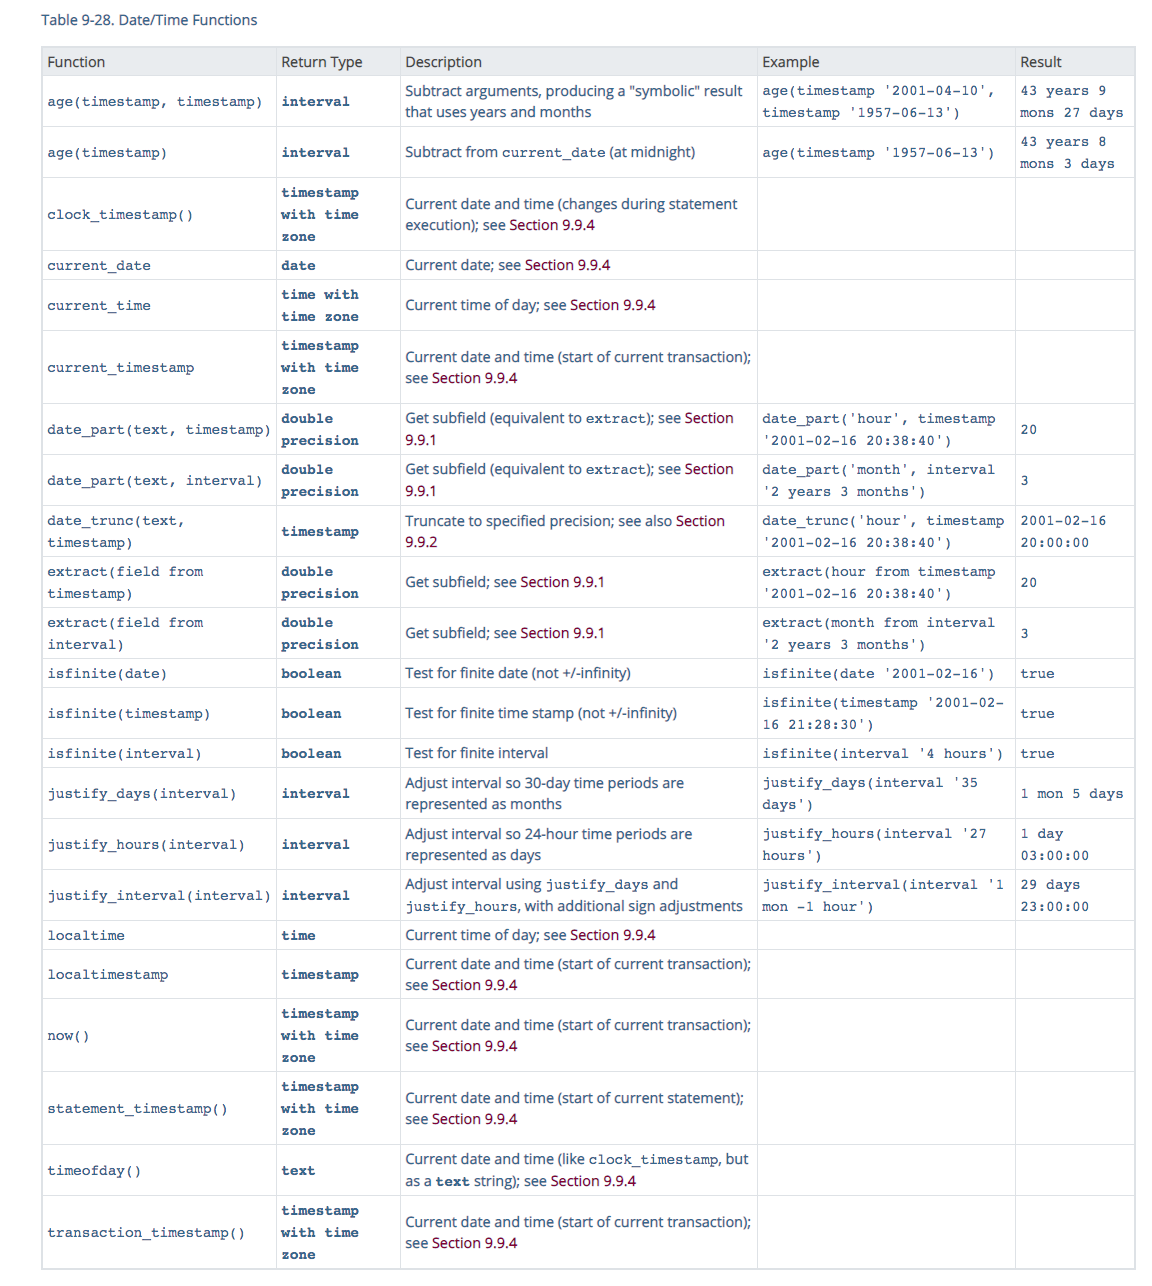 Table 9-28. Date/Time Functions
Function Return Type Description Example Result
age(timestamp, timestamp) interval Subtract arguments, producing a "symbolic" result that uses years and months age(timestamp '2001-04-10', timestamp '1957-06-13') 43 years 9 mons 27 days
age(timestamp) interval Subtract from current_date (at midnight) age(timestamp '1957-06-13') 43 years 8 mons 3 days
clock_timestamp() timestamp with time zone Current date and time (changes during statement execution); see Section 9.9.4
current_date date Current date; see Section 9.9.4
current_time time with time zone Current time of day; see Section 9.9.4
current_timestamp timestamp with time zone Current date and time (start of current transaction); see Section 9.9.4
date_part(text, timestamp) double precision Get subfield (equivalent to extract); see Section 9.9.1 date_part('hour', timestamp '2001-02-16 20:38:40') 20
date_part(text, interval) double precision Get subfield (equivalent to extract); see Section 9.9.1 date_part('month', interval '2 years 3 months') 3
date_trunc(text, timestamp) timestamp Truncate to specified precision; see also Section 9.9.2 date_trunc('hour', timestamp '2001-02-16 20:38:40') 2001-02-16 20:00:00
extract(field from timestamp) double precision Get subfield; see Section 9.9.1 extract(hour from timestamp '2001-02-16 20:38:40') 20
extract(field from interval) double precision Get subfield; see Section 9.9.1 extract(month from interval '2 years 3 months') 3
isfinite(date) boolean Test for finite date (not +/-infinity) isfinite(date '2001-02-16') true
isfinite(timestamp) boolean Test for finite time stamp (not +/-infinity) isfinite(timestamp '2001-02-16 21:28:30') true
isfinite(interval) boolean Test for finite interval isfinite(interval '4 hours') true
justify_days(interval) interval Adjust interval so 30-day time periods are represented as months justify_days(interval '35 days') 1 mon 5 days
justify_hours(interval) interval Adjust interval so 24-hour time periods are represented as days justify_hours(interval '27 hours') 1 day 03:00:00
justify_interval(interval) interval Adjust interval using justify_days and justify_hours, with additional sign adjustments justify_interval(interval '1 mon -1 hour') 29 days 23:00:00
localtime time Current time of day; see Section 9.9.4
localtimestamp timestamp Current date and time (start of current transaction); see Section 9.9.4
now() timestamp with time zone Current date and time (start of current transaction); see Section 9.9.4
statement_timestamp() timestamp with time zone Current date and time (start of current statement); see Section 9.9.4
timeofday() text Current date and time (like clock_timestamp, but as a text string); see Section 9.9.4
transaction_timestamp() timestamp with time zone Current date and time (start of current transaction); see Section 9.9.4